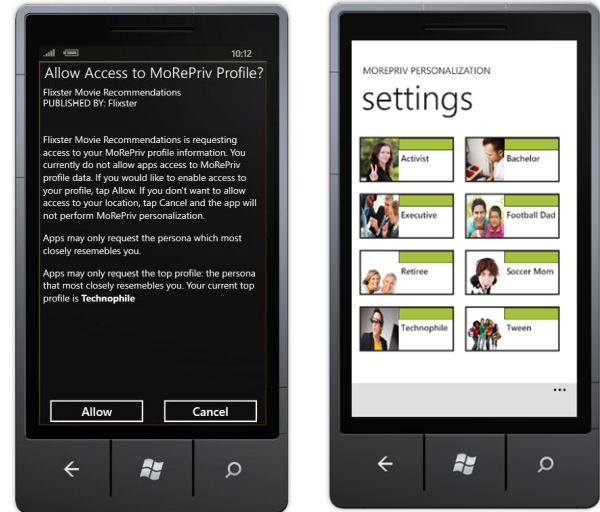 10:12
Allow Access to MoRePriv Profile?
Flixster Movie Recommendations
PUBLISHED BY: Flixster
Flixster Movie Recommendations is requesting
access to your MoRePriv profile information. You
currently do not allow apps access to MoRePriv
profile data. If you would like to enable access to
your profile, tap Allow. If you don't want to allow
access to your location, tap Cancel and the app will
not perform MoRePriv personalization.
Apps may only request the persona which most
closely resemebles you.
Apps may only request the top profile: the persona
that most closely resemebles you. Your current top
profile is Technophile
Allow
Cancel
MOREPRIV PERSONALIZATION
settings
Activist
Bachelor
Executive
Football Dad
Retiree
Soccer Mom
Technophile
Tween